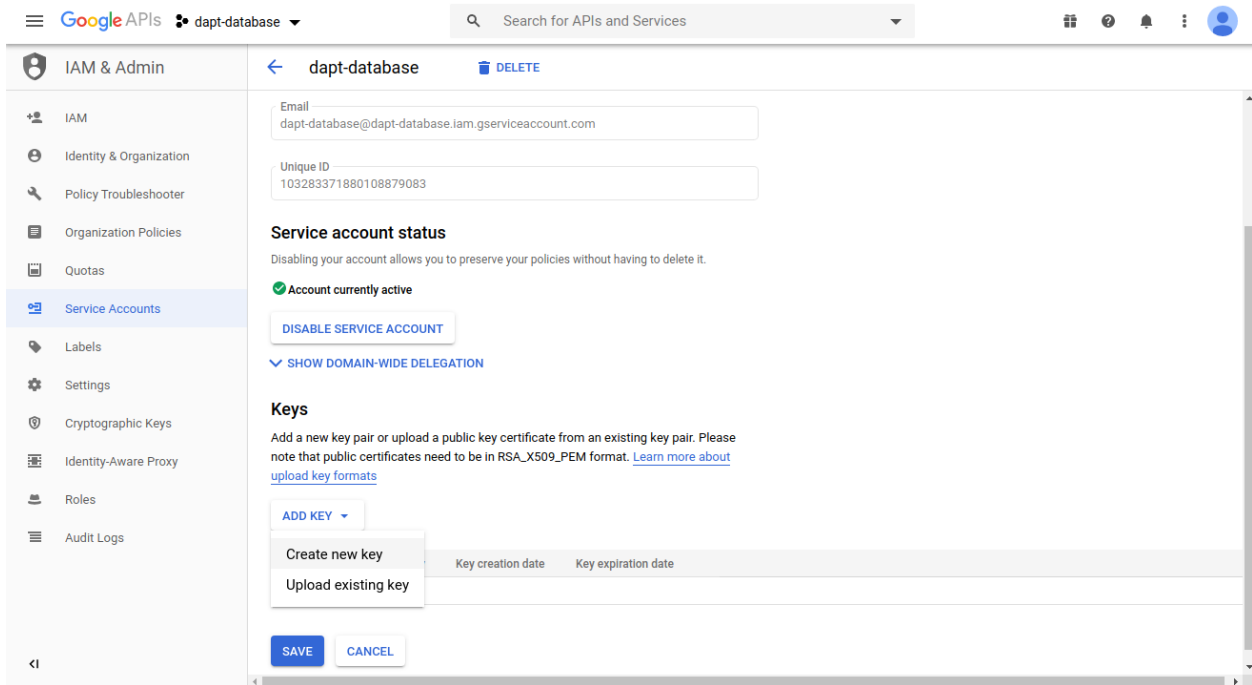 Google APIs
dapt-database
Search for APIs and Services
IAM & Admin
dapt-database
DELETE
IAM
Identity & Organization
Policy Troubleshooter
Organization Policies
Quotas
Service Accounts
Labels
Settings
Cryptographic Keys
Identity-Aware Proxy
Roles
Audit Logs
Email
dapt-database@dapt-database.iam.gserviceaccount.com
Unique ID
103283371880108879083
Service account status
Disabling your account allows you to preserve your policies without having to delete it.
Account currently active
DISABLE SERVICE ACCOUNT
SHOW DOMAIN-WIDE DELEGATION
Keys
Add a new key pair or upload a public key certificate from an existing key pair. Please
note that public certificates need to be in RSA_X509_PEM format. Learn more about
upload key formats
ADD KEY
Create new key
Upload existing key
Key creation date
Key expiration date
SAVE
CANCEL